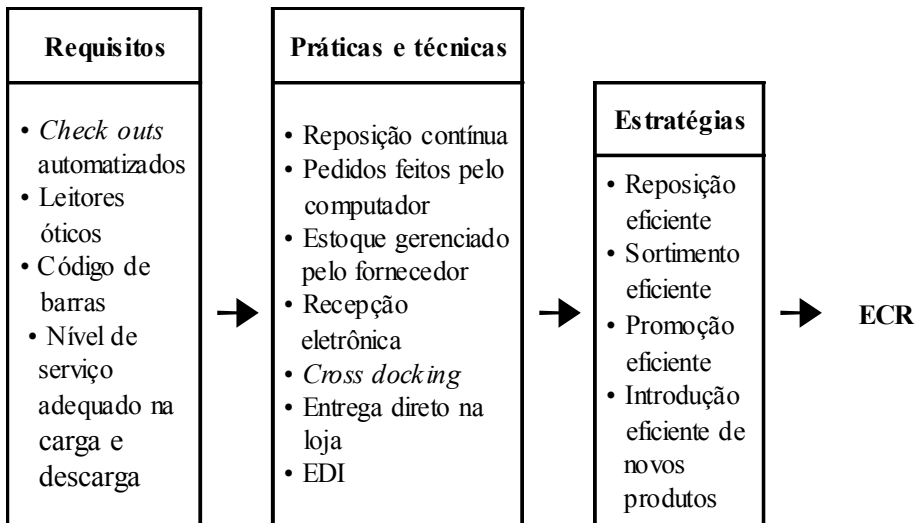 Requisitos
• Check outs
automatizados
• Leitores
óticos
• Código de
barras
• Nível de
serviço
adequado na
carga e
descarga
Práticas e técnicas
• Reposição contínua
• Pedidos feitos pelo
computador
• Estoque gerenciado
pelo fornecedor
• Recepção
eletrônica
• Cross docking
• Entrega direto na
loja
• EDI
Estratégias
• Reposição
eficiente
• Sortimento
eficiente
• Promoção
eficiente
• Introdução
eficiente de
novos
produtos
ECR